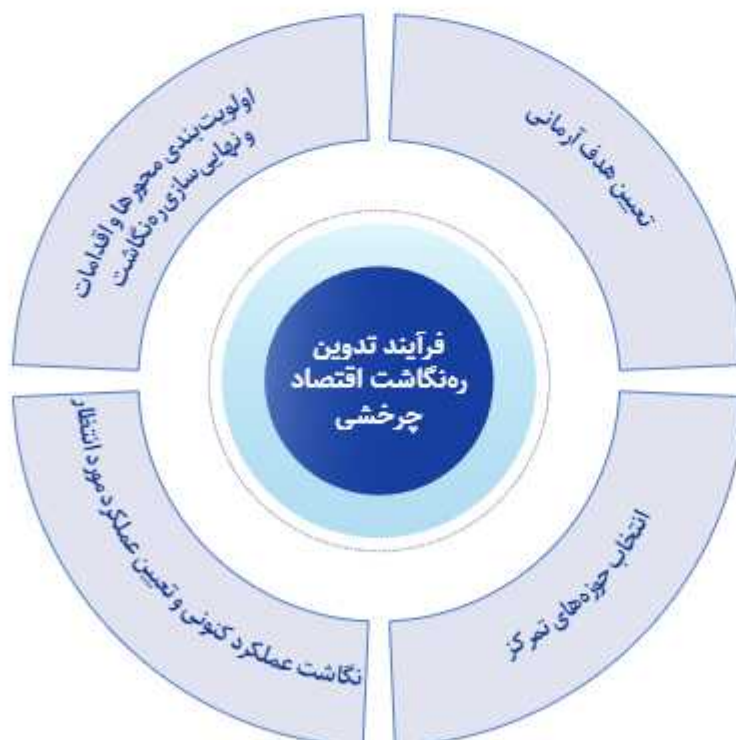 فرآیند تدوین
ره‌نگاشت اقتصاد
چرخشی
تعیین هدف آرمانی
انتخاب حوزه‌های تمرکز
نگاشت عملکرد کنونی و تعیین عملکرد مورد انتظار
اولویت‌بندی محورها و اقدامات
و نهایی سازی ره‌نگاشت